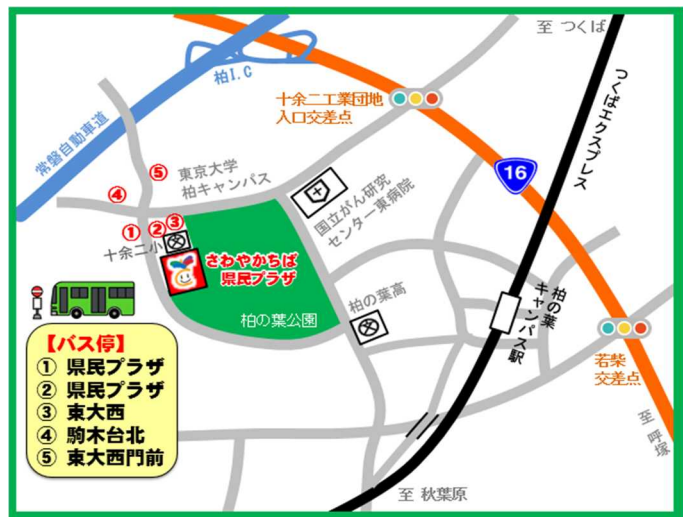 至 つくば
柏I.C
常磐自動車道
十余二工業団地
入口交差点
つくばエクスプレス
16
⑤
東京大学
柏キャンパス
④
国立がん研究
センター東病院
①
②
③
十余二小
さわやかちば
県民プラザ
柏の葉公園
柏の葉高
柏の葉
キャンパス駅
若柴
交差点
至 呼塚
至 秋葉原
【バス停】
① 県民プラザ
② 県民プラザ
③ 東大西
④ 駒木台北
⑤ 東大西門前